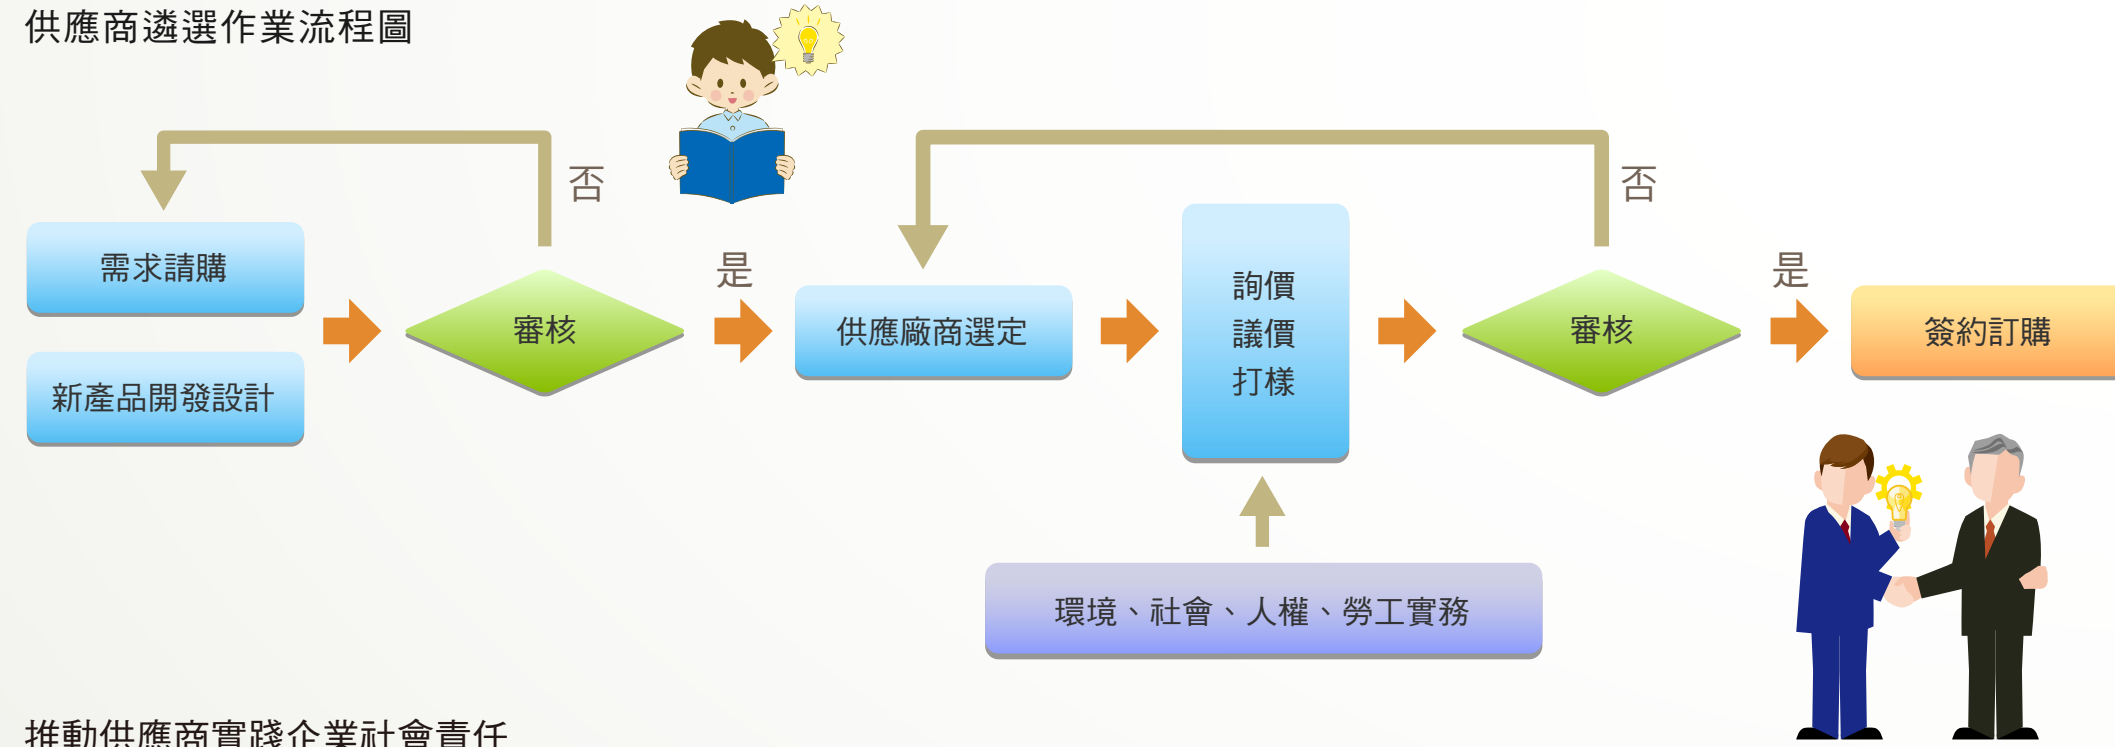 供應商遴選作業流程圖
否
否
需求請購
新產品開發設計
審核
是
供應廠商選定
詢價
議價
打樣
審核
是
簽約訂購
環境、社會、人權、勞工實務
推動供應商實踐企業社會責任